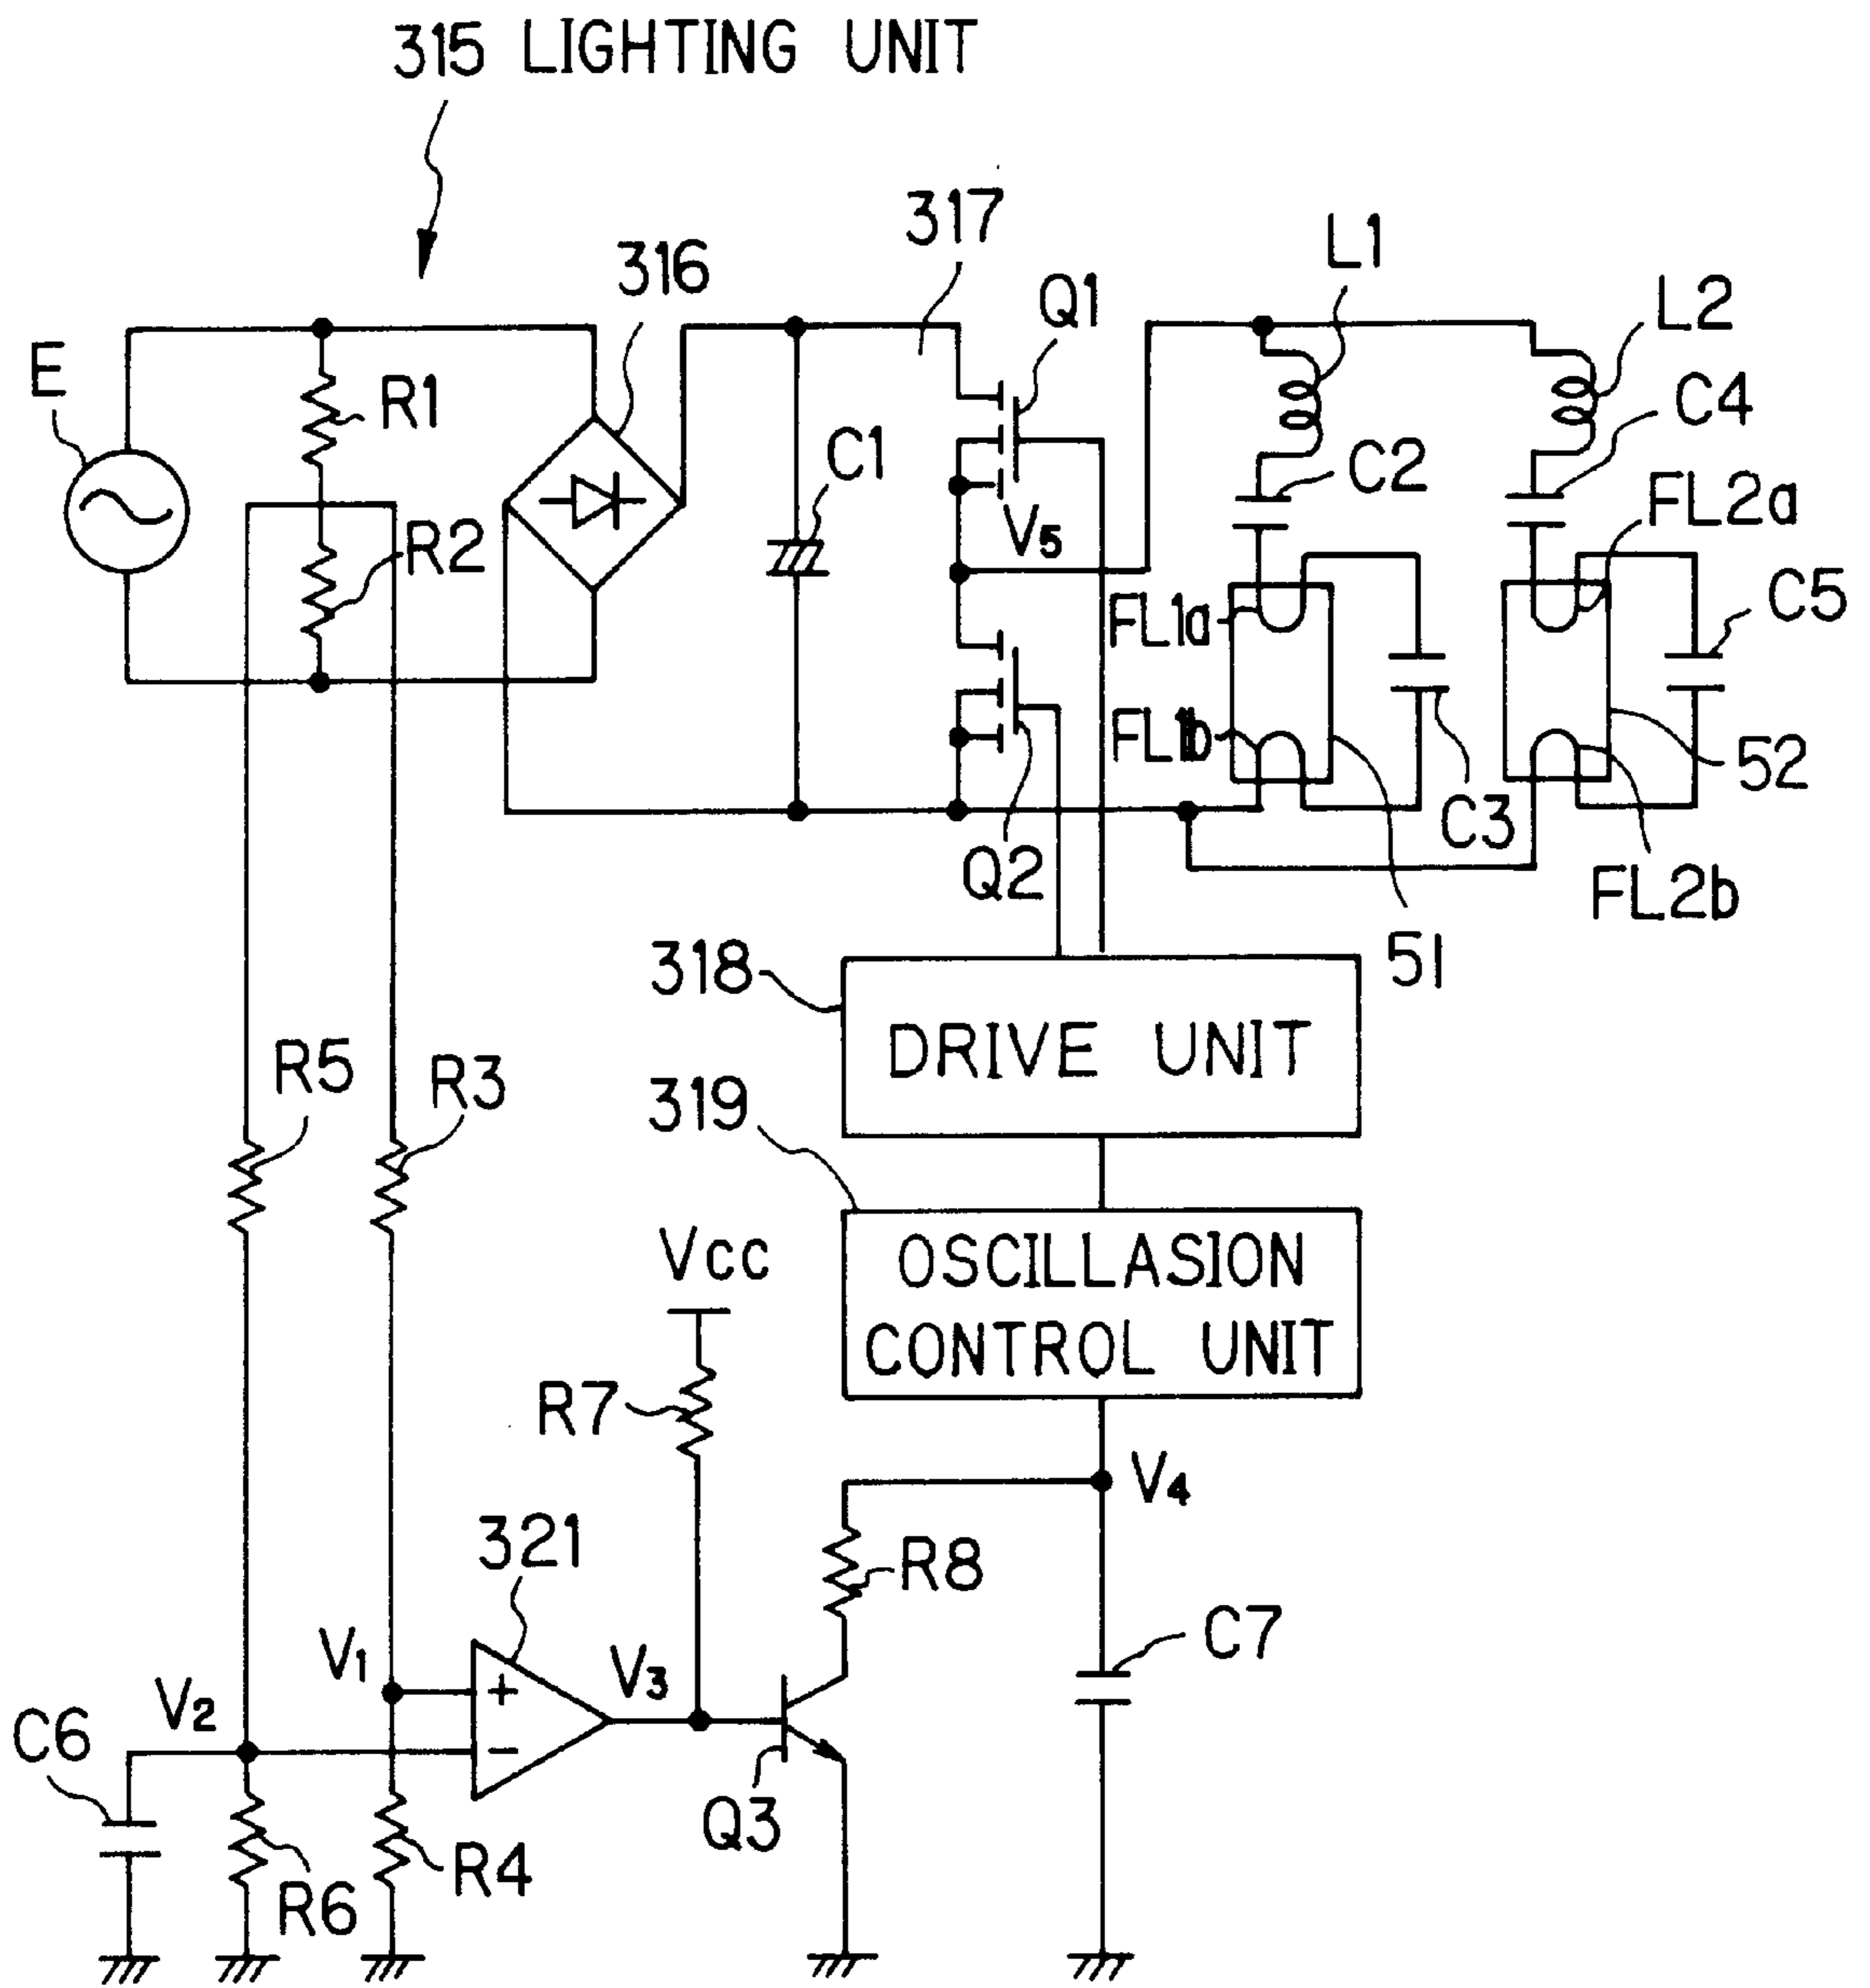 315 LIGHTING UNIT
317
L1
316
Q1
L2
E
R1
C4
C1
C2
FL2a
V5
R2
C5
FL1a
FL1b
52
C3
Q2
FL2b
318
51
DRIVE UNIT
R5
R3
319
Vcc
OSCILLASION
CONTROL UNIT
R7
V4
321
R8
C7
V1
V3
V2
+
C6
−
Q3
R4
R6